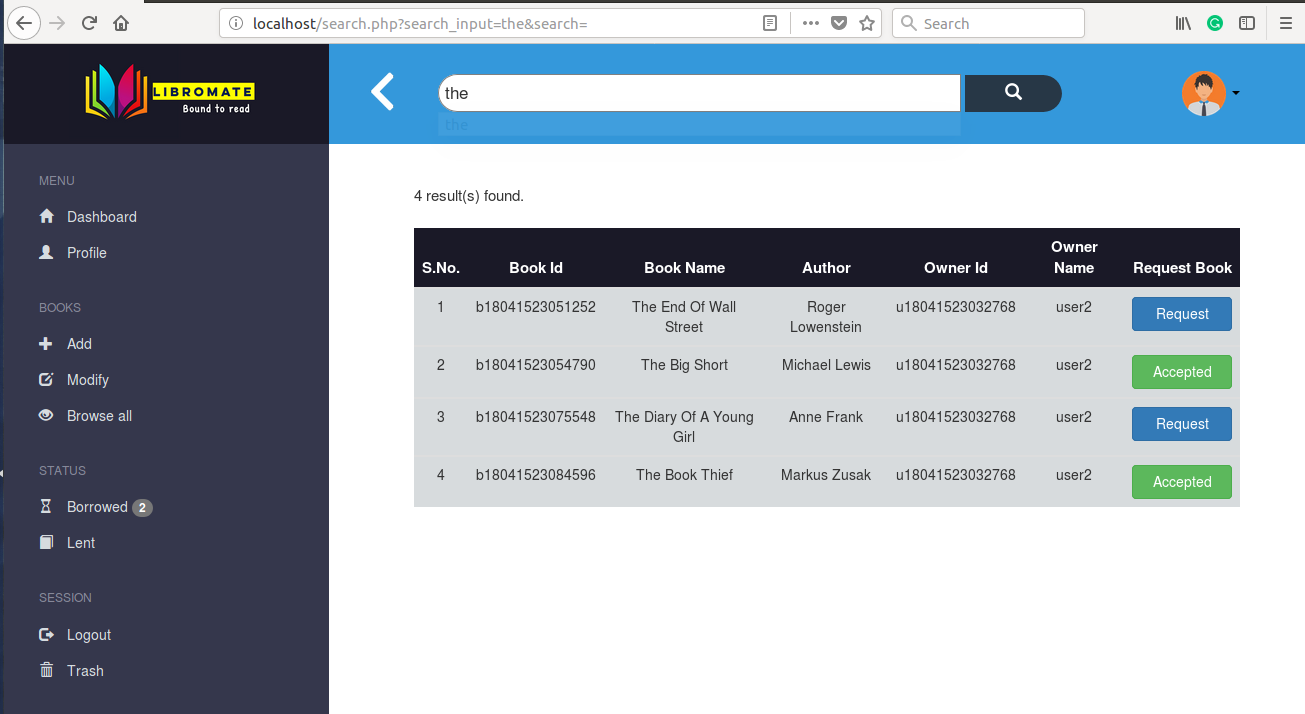 localhost/search.php?search_input=the&search=
Search
LIBROMATE
Bound to read
the
the
MENU
Dashboard
Profile
BOOKS
Add
Modify
Browse all
STATUS
Borrowed 2
Lent
SESSION
Logout
Trash
4 result(s) found.
S.No. Book Id Book Name Author Owner Id Owner Name Request Book
1 b18041523051252 The End Of Wall Street Roger Lowenstein u18041523032768 user2 Request
2 b18041523054790 The Big Short Michael Lewis u18041523032768 user2 Accepted
3 b18041523075548 The Diary Of A Young Girl Anne Frank u18041523032768 user2 Request
4 b18041523084596 The Book Thief Markus Zusak u18041523032768 user2 Accepted